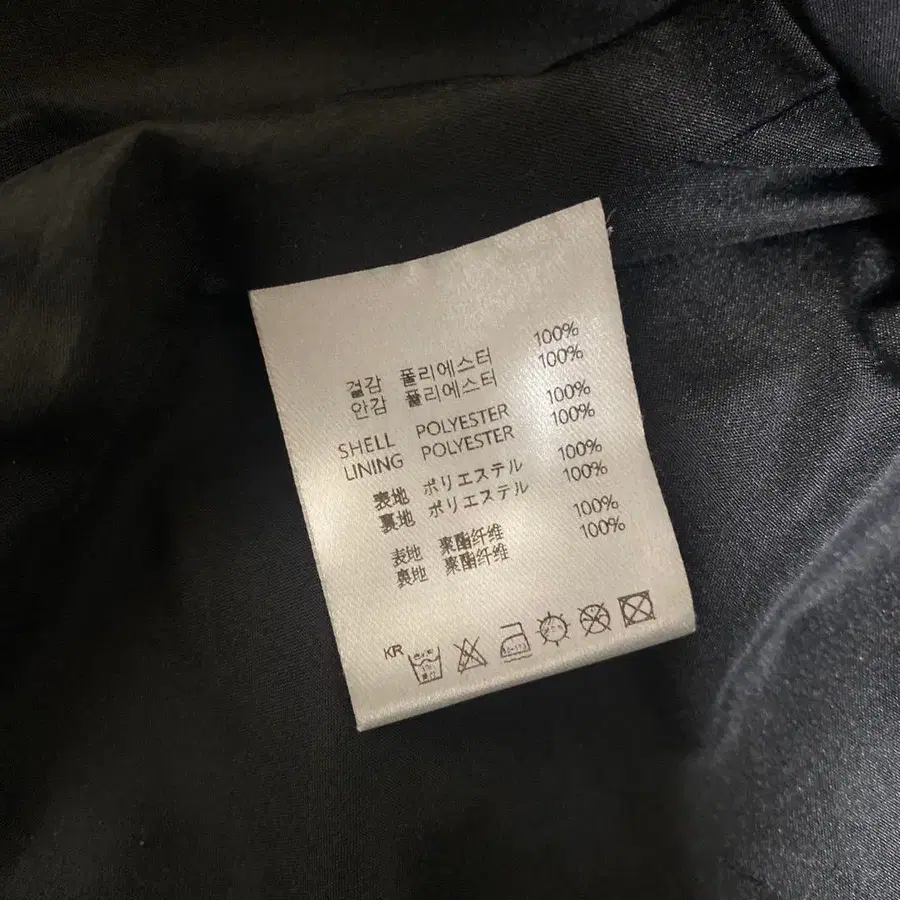 겉감 폴리에스터 100%
안감 폴리에스터 100%
SHELL POLYESTER 100%
LINING POLYESTER 100%
表地 ポリエステル 100%
裏地 ポリエステル 100%
表地 聚酯纤维 100%
裏地 聚酯纤维 100%
KR